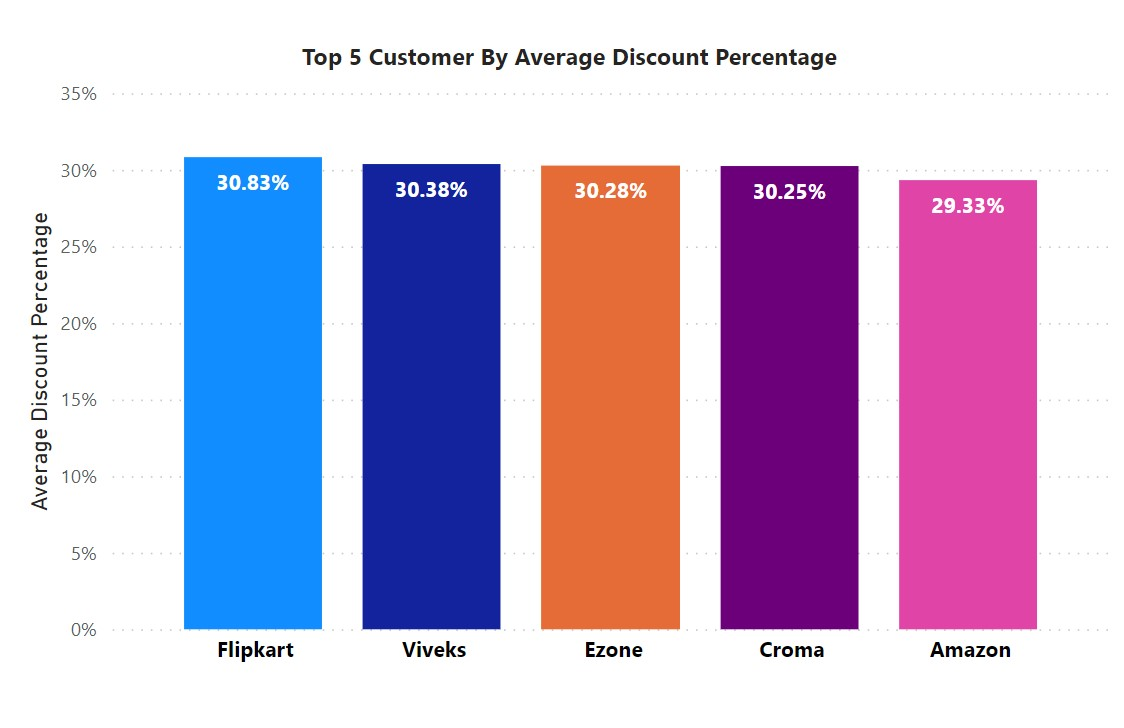 Top 5 Customer By Average Discount Percentage
Average Discount Percentage
35%
30%
25%
20%
15%
10%
5%
0%
30.83%
30.38%
30.28%
30.25%
29.33%
Flipkart
Viveks
Ezone
Croma
Amazon